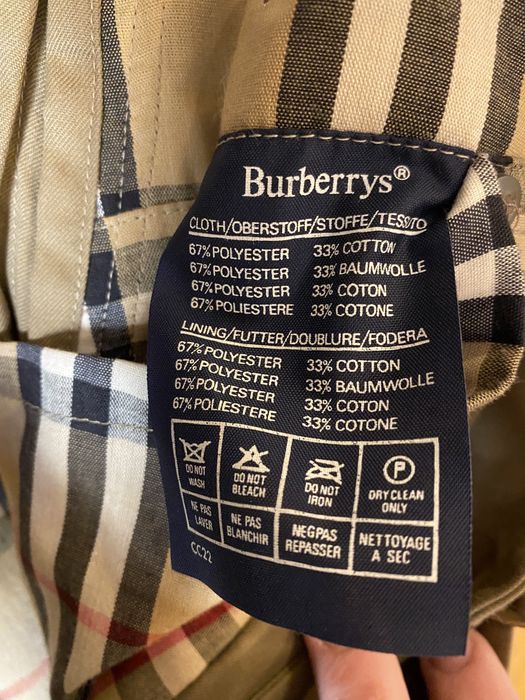 Burberrys®
CLOTH/OBERSTOFF/STOFFE/TESSUTO
67% POLYESTER 33% COTTON
67% POLYESTER 33% BAUMWOLLE
67% POLYESTER 33% COTON
67% POLIESTERE 33% COTONE
LINING/FUTTER/DOUBLURE/FODERA
67% POLYESTER 33% COTTON
67% POLYESTER 33% BAUMWOLLE
67% POLYESTER 33% COTON
67% POLIESTERE 33% COTONE
P
DO NOT WASH
DO NOT BLEACH
DO NOT IRON
DRY CLEAN ONLY
NE PAS LAVER
NE PAS BLANCHIR
NEGPAS REPASSER
NETTOYAGE A SEC
CC22